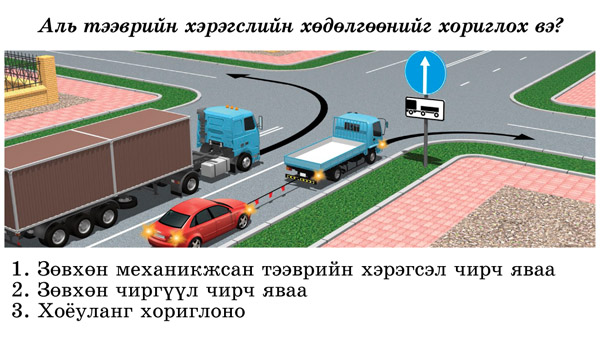 Аль тээврийн хэрэгслийн хөдөлгөөнийг хориглох вэ?
1. Зөвхөн механикжсан тээврийн хэрэгсэл чирч яваа
2. Зөвхөн чиргүүл чирч яваа
3. Хоёуланг хориглоно